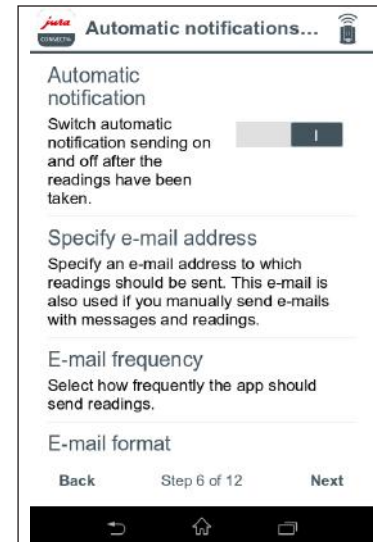 jura
Automatic notifications...
CONNECT
Automatic
notification
Switch automatic
notification sending on
and off after the
readings have been
taken.
I
Specify e-mail address
Specify an e-mail address to which
readings should be sent. This e-mail is
also used if you manually send e-mails
with messages and readings.
E-mail frequency
Select how frequently the app should
send readings.
E-mail format
Back Step 6 of 12 Next